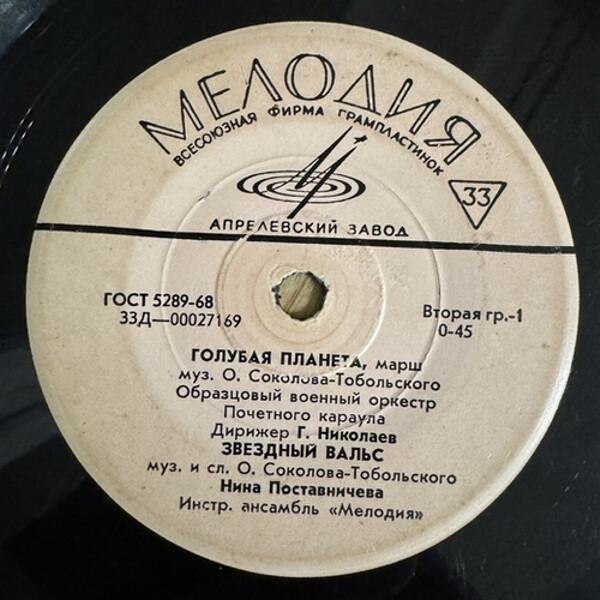 МЕЛОДИЯ
ВСЕСОЮЗНАЯ ФИРМА ГРАМПЛАСТИНОК
33
АПРЕЛЕВСКИЙ ЗАВОД
ГОСТ 5289-68
33Д—00027169
Вторая гр.-1
0-45
ГОЛУБАЯ ПЛАНЕТА, марш
муз. О. Соколова-Тобольского
Образцовый военный оркестр
Почетного караула
Дирижер Г. Николаев
ЗВЕЗДНЫЙ ВАЛЬС
муз. и сл. О. Соколова-Тобольского
Нина Поставничева
Инстр. ансамбль «Мелодия»